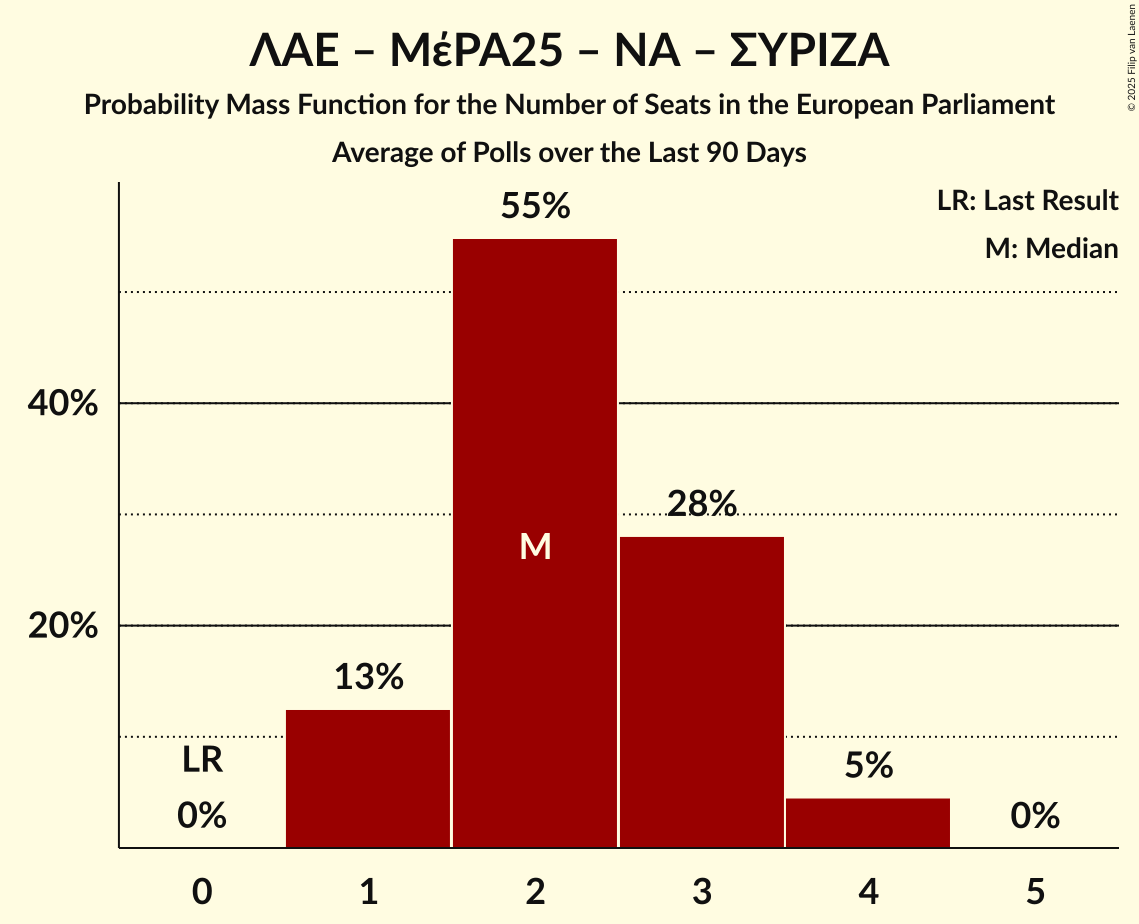 ΛΑΕ – ΜέΡΑ25 – ΝΑ – ΣΥΡΙΖΑ
Probability Mass Function for the Number of Seats in the European Parliament
Average of Polls over the Last 90 Days
© 2025 Filip van Laenen
LR: Last Result
M: Median
55%
40%
28%
M
20%
13%
LR
5%
0%
0%
0 1 2 3 4 5